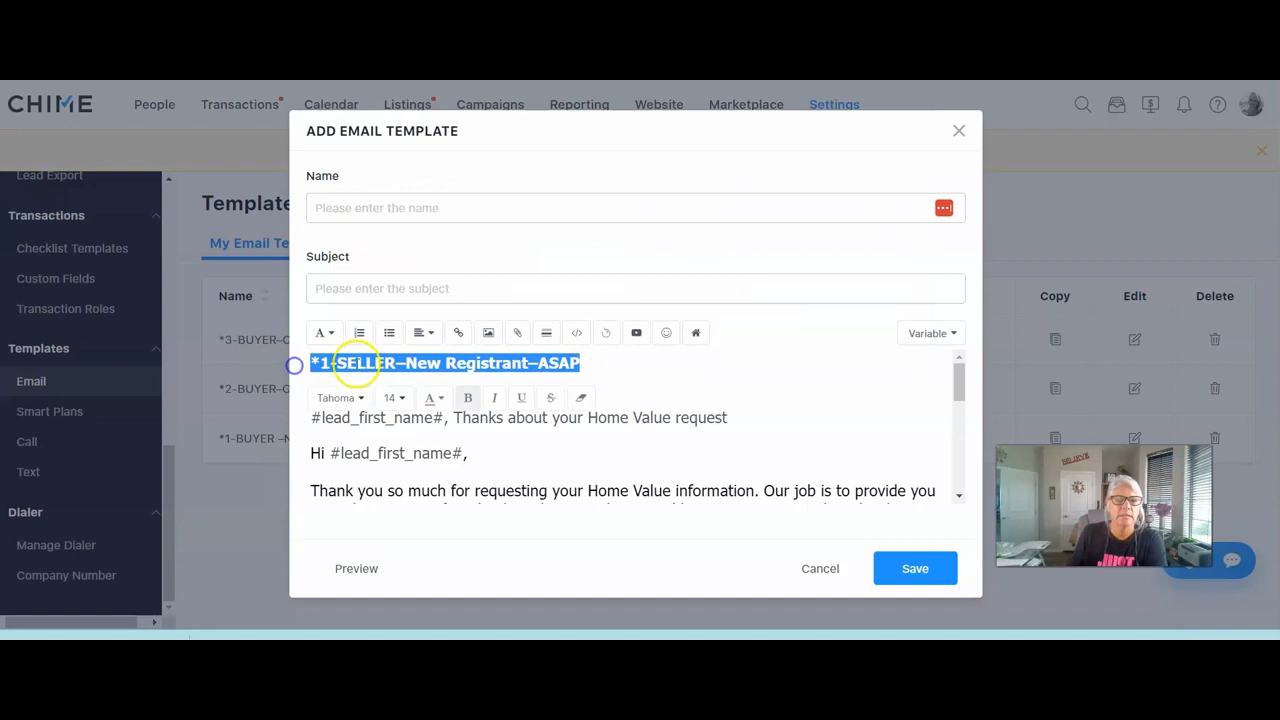 CHIME
People
Transactions
Calendar
Listings
Campaigns
Reporting
Website
Marketplace
Settings
ADD EMAIL TEMPLATE
Lead Export
Transactions
Checklist Templates
Custom Fields
Transaction Roles
Templates
Email
Smart Plans
Call
Text
Dialer
Manage Dialer
Company Number
Template
My Email Te
Name
*3-BUYER–C
*2-BUYER–G
*1-BUYER –N
Copy
Edit
Delete
Name
Please enter the name
Subject
Please enter the subject
A
Variable
*1-SELLER–New Registrant–ASAP
Tahoma
14
A
B
I
U
S
#lead_first_name#, Thanks about your Home Value request
Hi #lead_first_name#,
Thank you so much for requesting your Home Value information. Our job is to provide you
Preview
Cancel
Save
BELIEVE
JUST